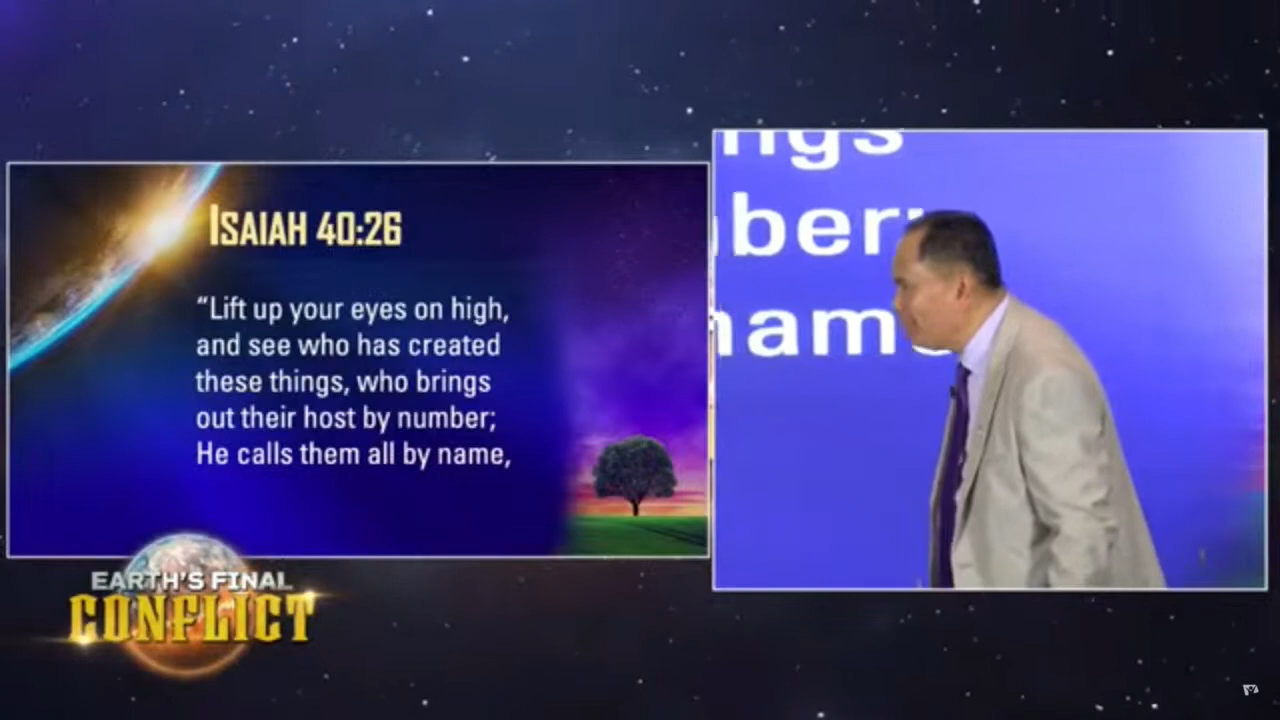 ISAIAH 40:26
“Lift up your eyes on high,
and see who has created
these things, who brings
out their host by number;
He calls them all by name,
EARTH'S FINAL
CONFLICT